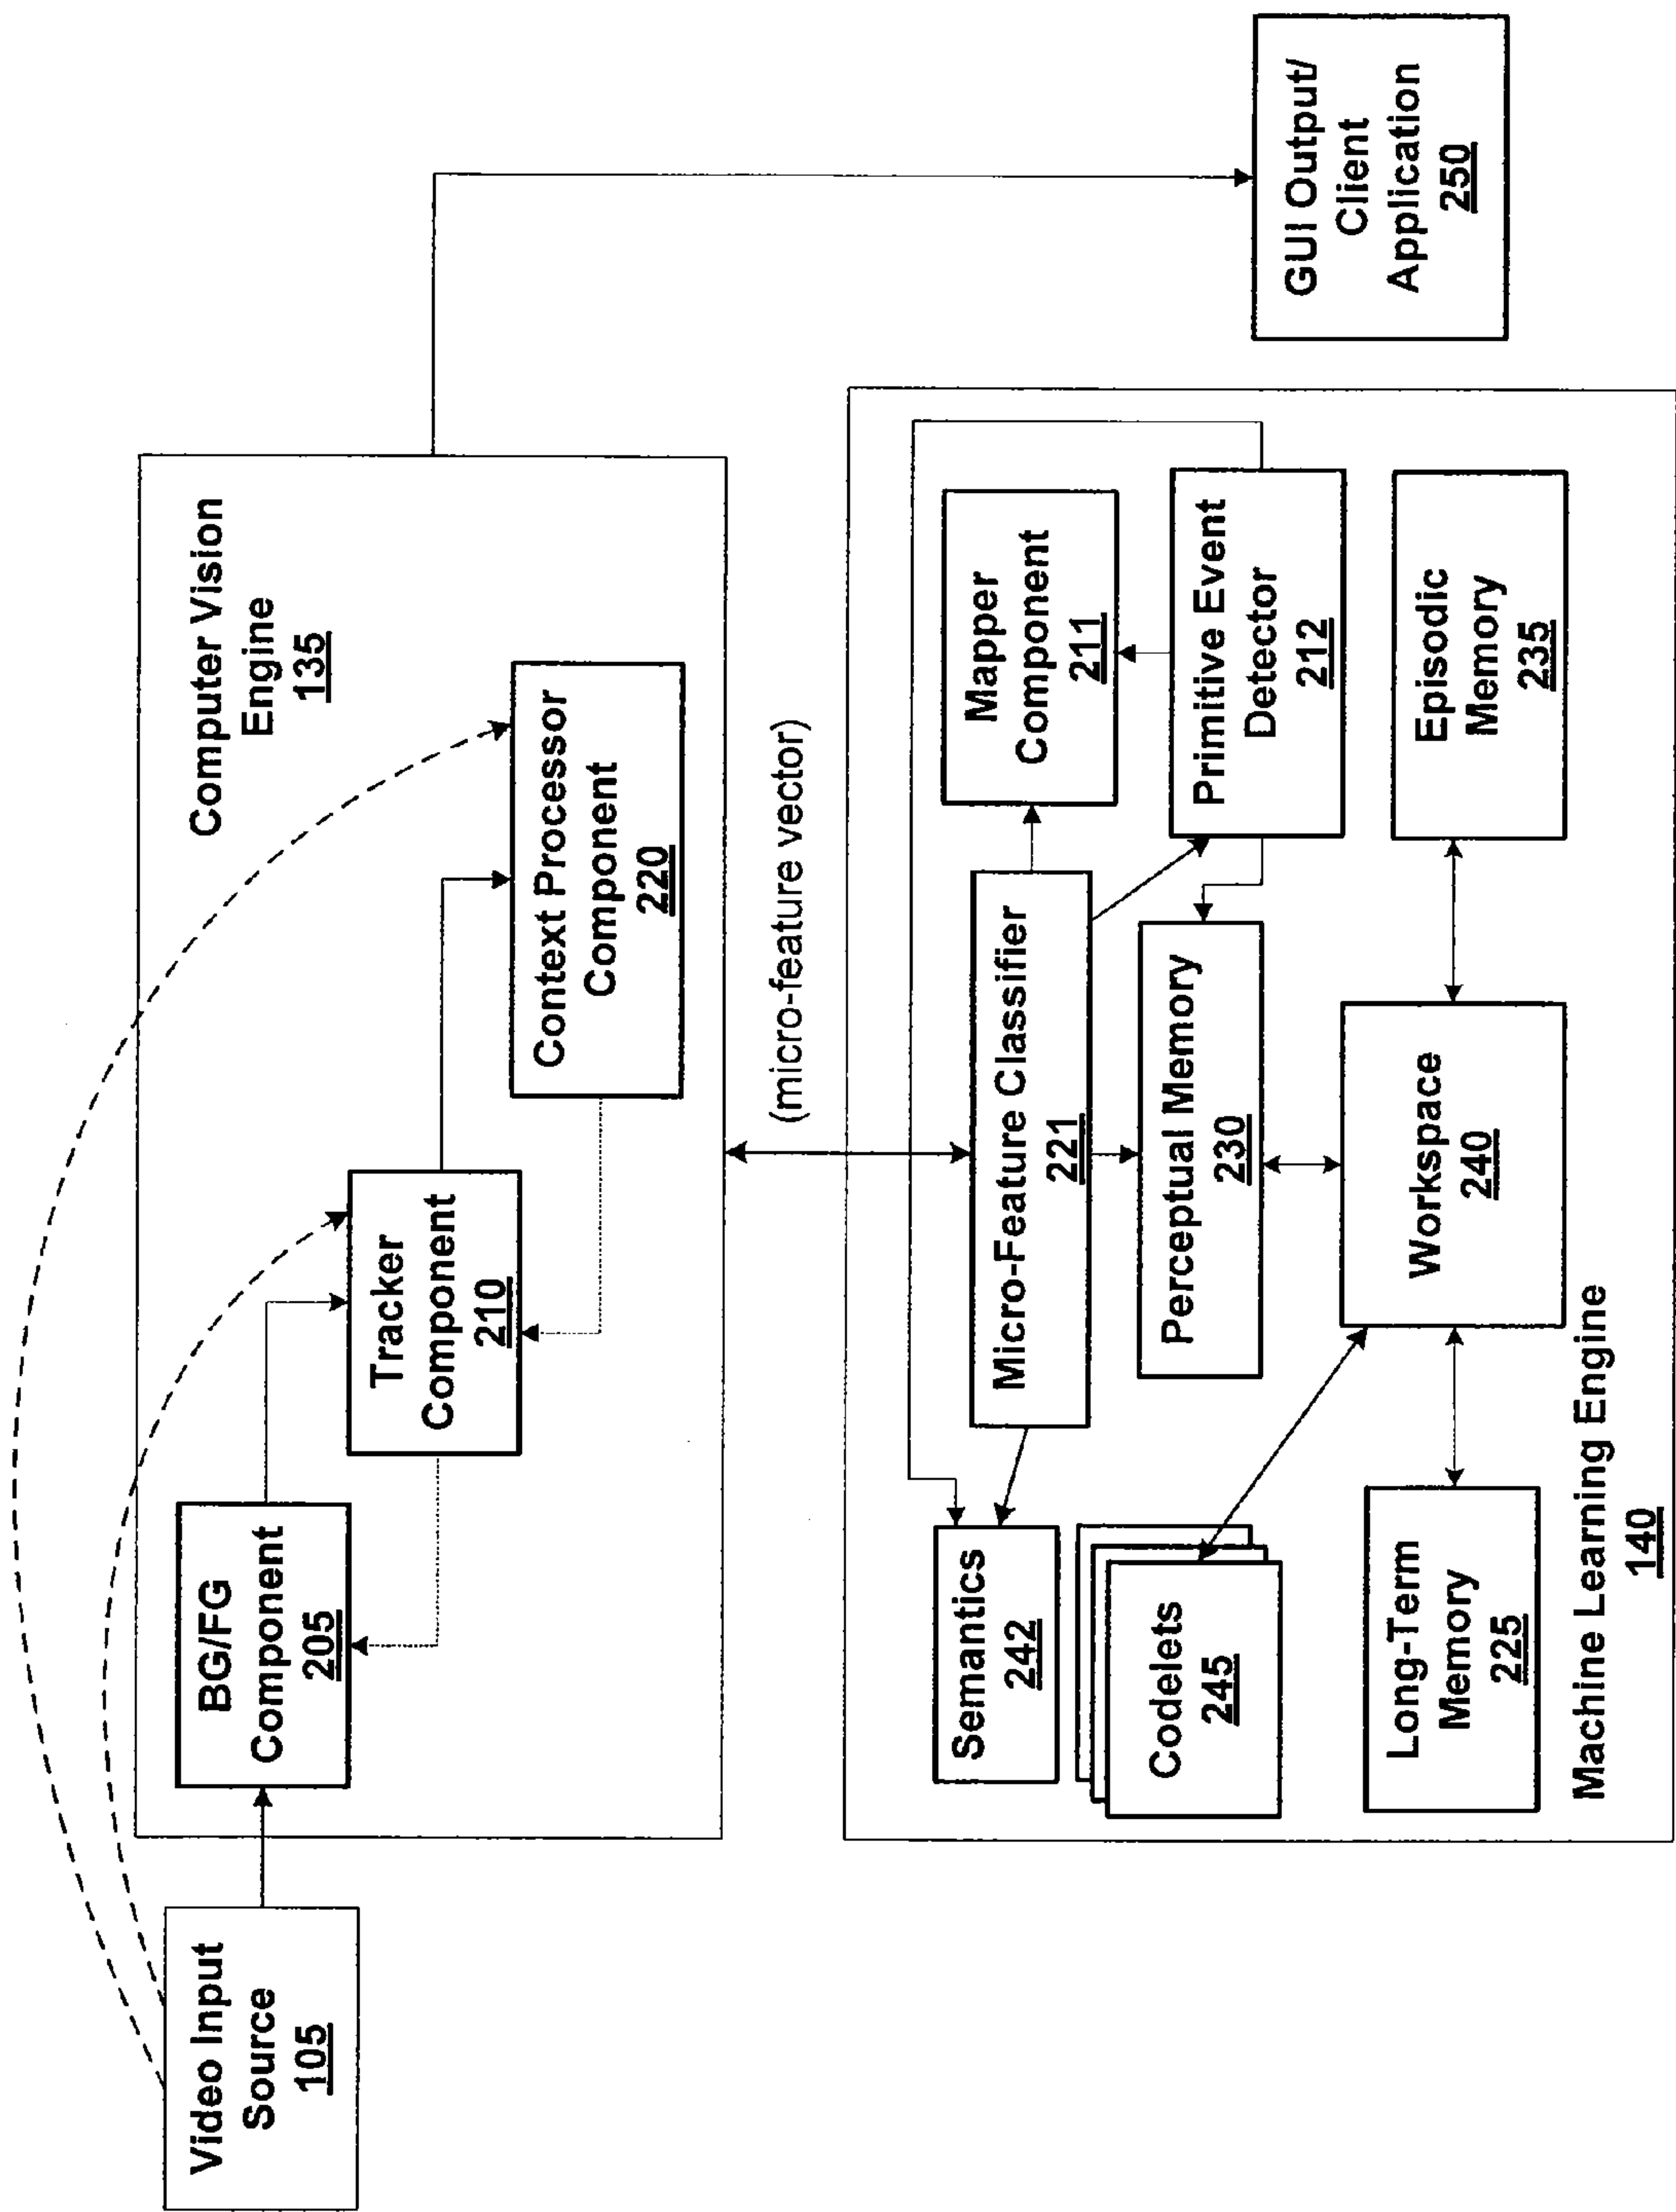 Video Input
Source
105
Computer Vision
Engine
135
BG/FG
Component
205
Tracker
Component
210
Context Processor
Component
220
(micro-feature vector)
GUI Output/
Client
Application
250
Semantics
242
Micro-Feature Classifier
221
Mapper
Component
211
Codelets
245
Perceptual Memory
230
Primitive Event
Detector
212
Long-Term
Memory
225
Workspace
240
Episodic
Memory
235
Machine Learning Engine
140